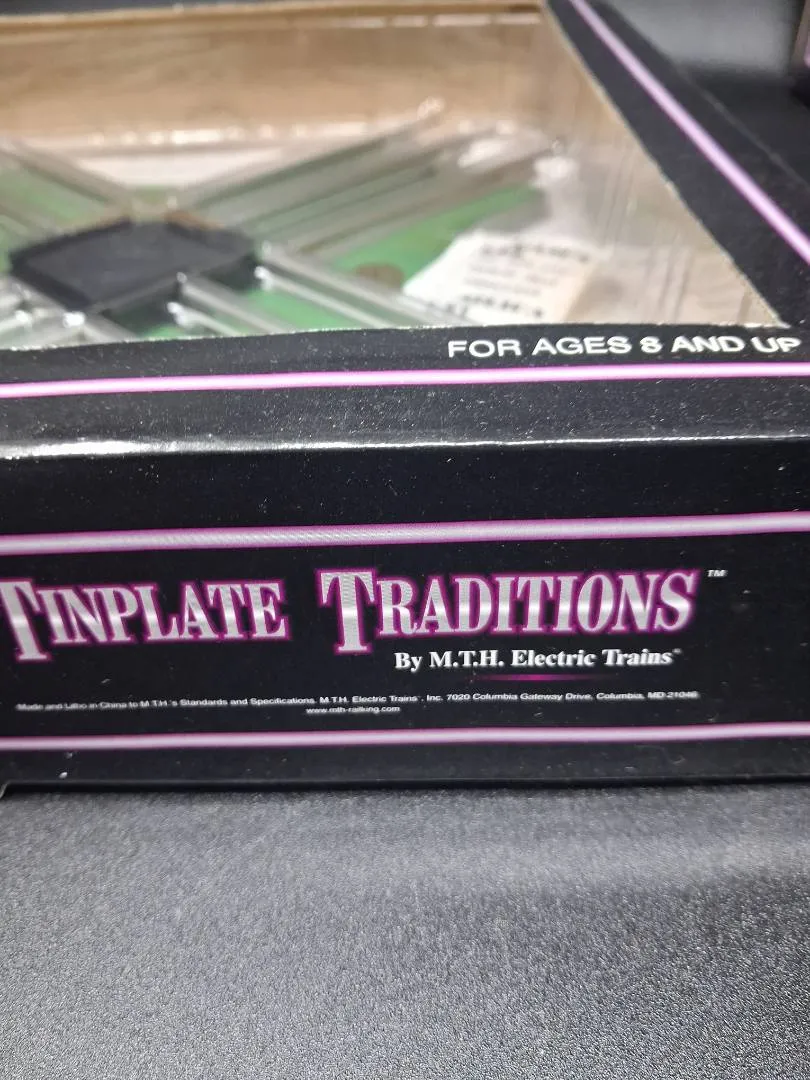 FOR AGES 8 AND UP
TINPLATE TRADITIONS™
By M.T.H. Electric Trains
Made and Litho in China to M.T.H.'s Standards and Specifications. M.T.H. Electric Trains, Inc. 7020 Columbia Gateway Drive, Columbia, MD 21046
www.mth-railking.com